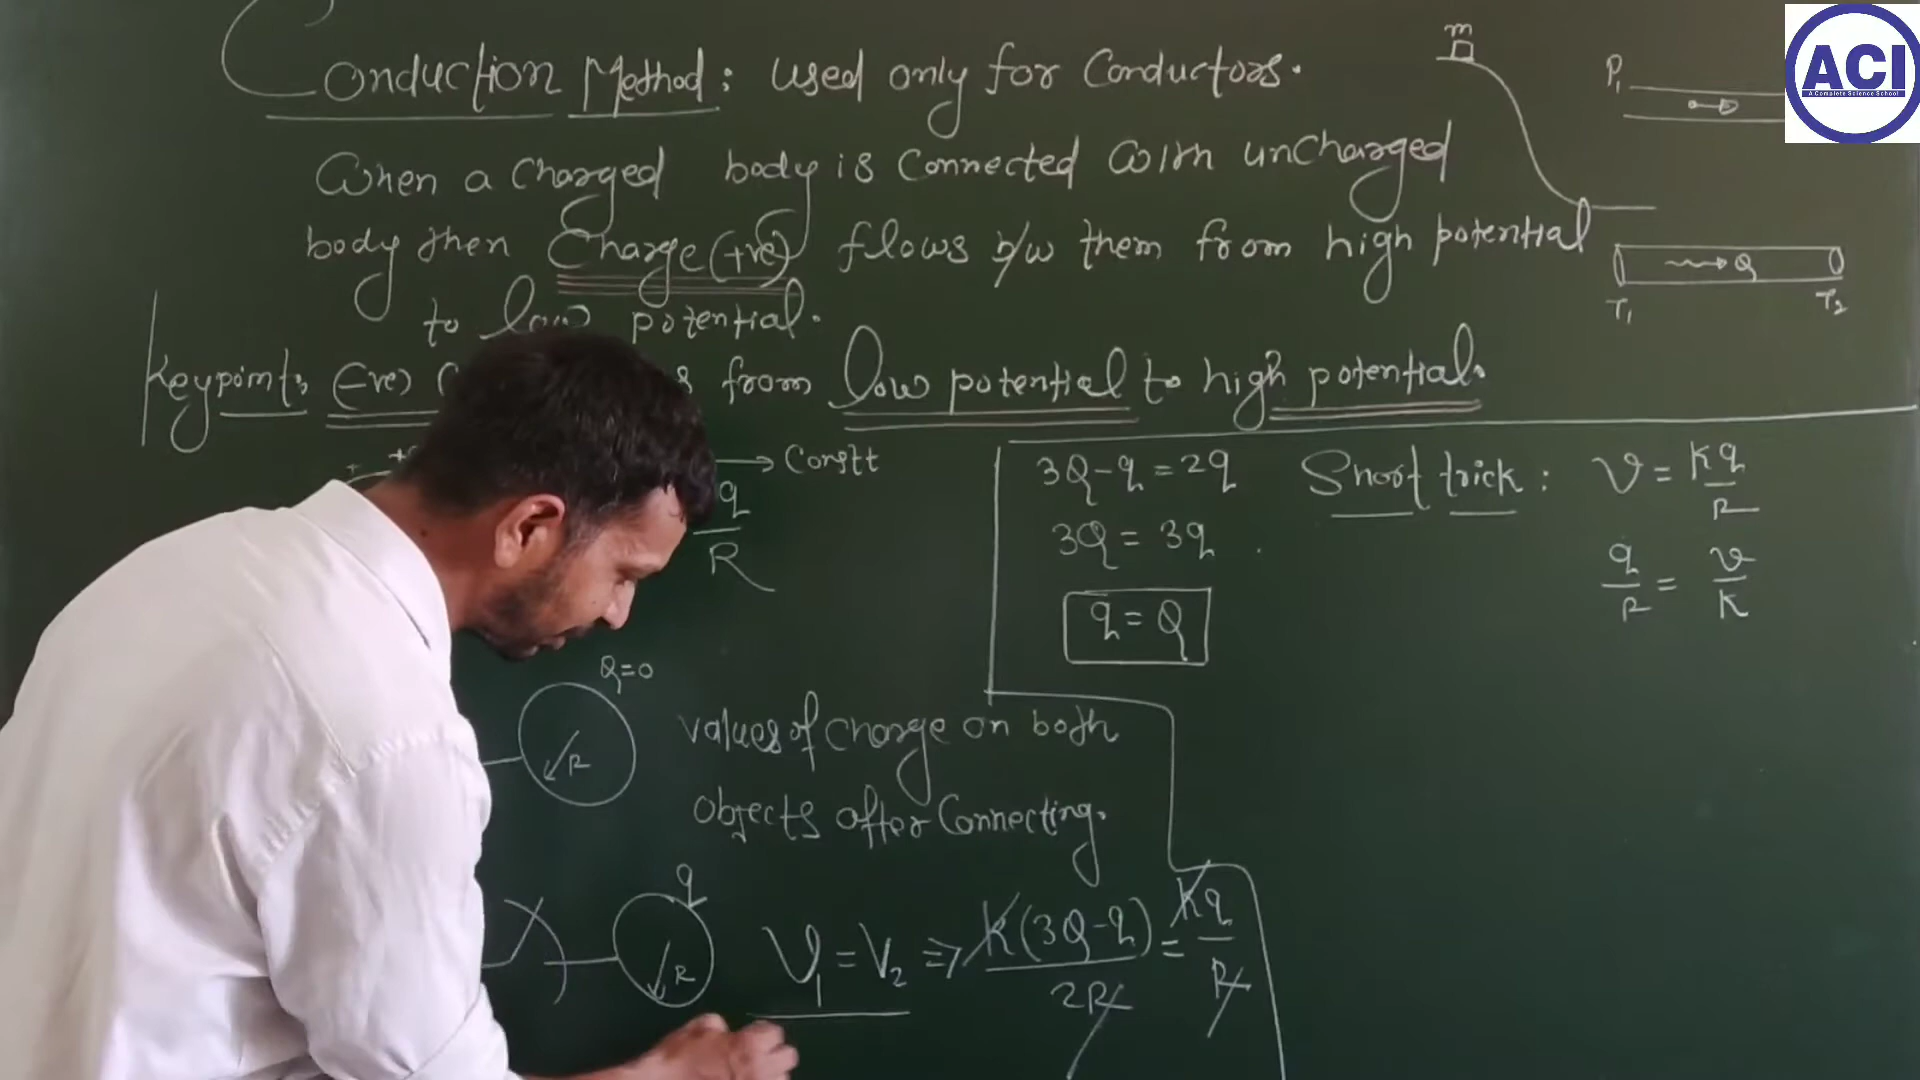 Conduction Method: used only for Conductors.
When a charged body is connected with uncharged
body then Charge (+ve) flows b/w them from high potential
to low potential.
Keypoints (-ve) from low potential to high potential.
m
P₁
ACI
A Complete Science School
Q
T₁ T₂
→ Constt
q
R
3Q-q = 2q
3Q = 3q
q = Q
Short trick: V = Kq/R
q/R = V/K
Q=0
R
values of charge on both
objects after connecting.
q
R
V₁ = V₂ ⇒ K(3Q-q)/2R = Kq/R